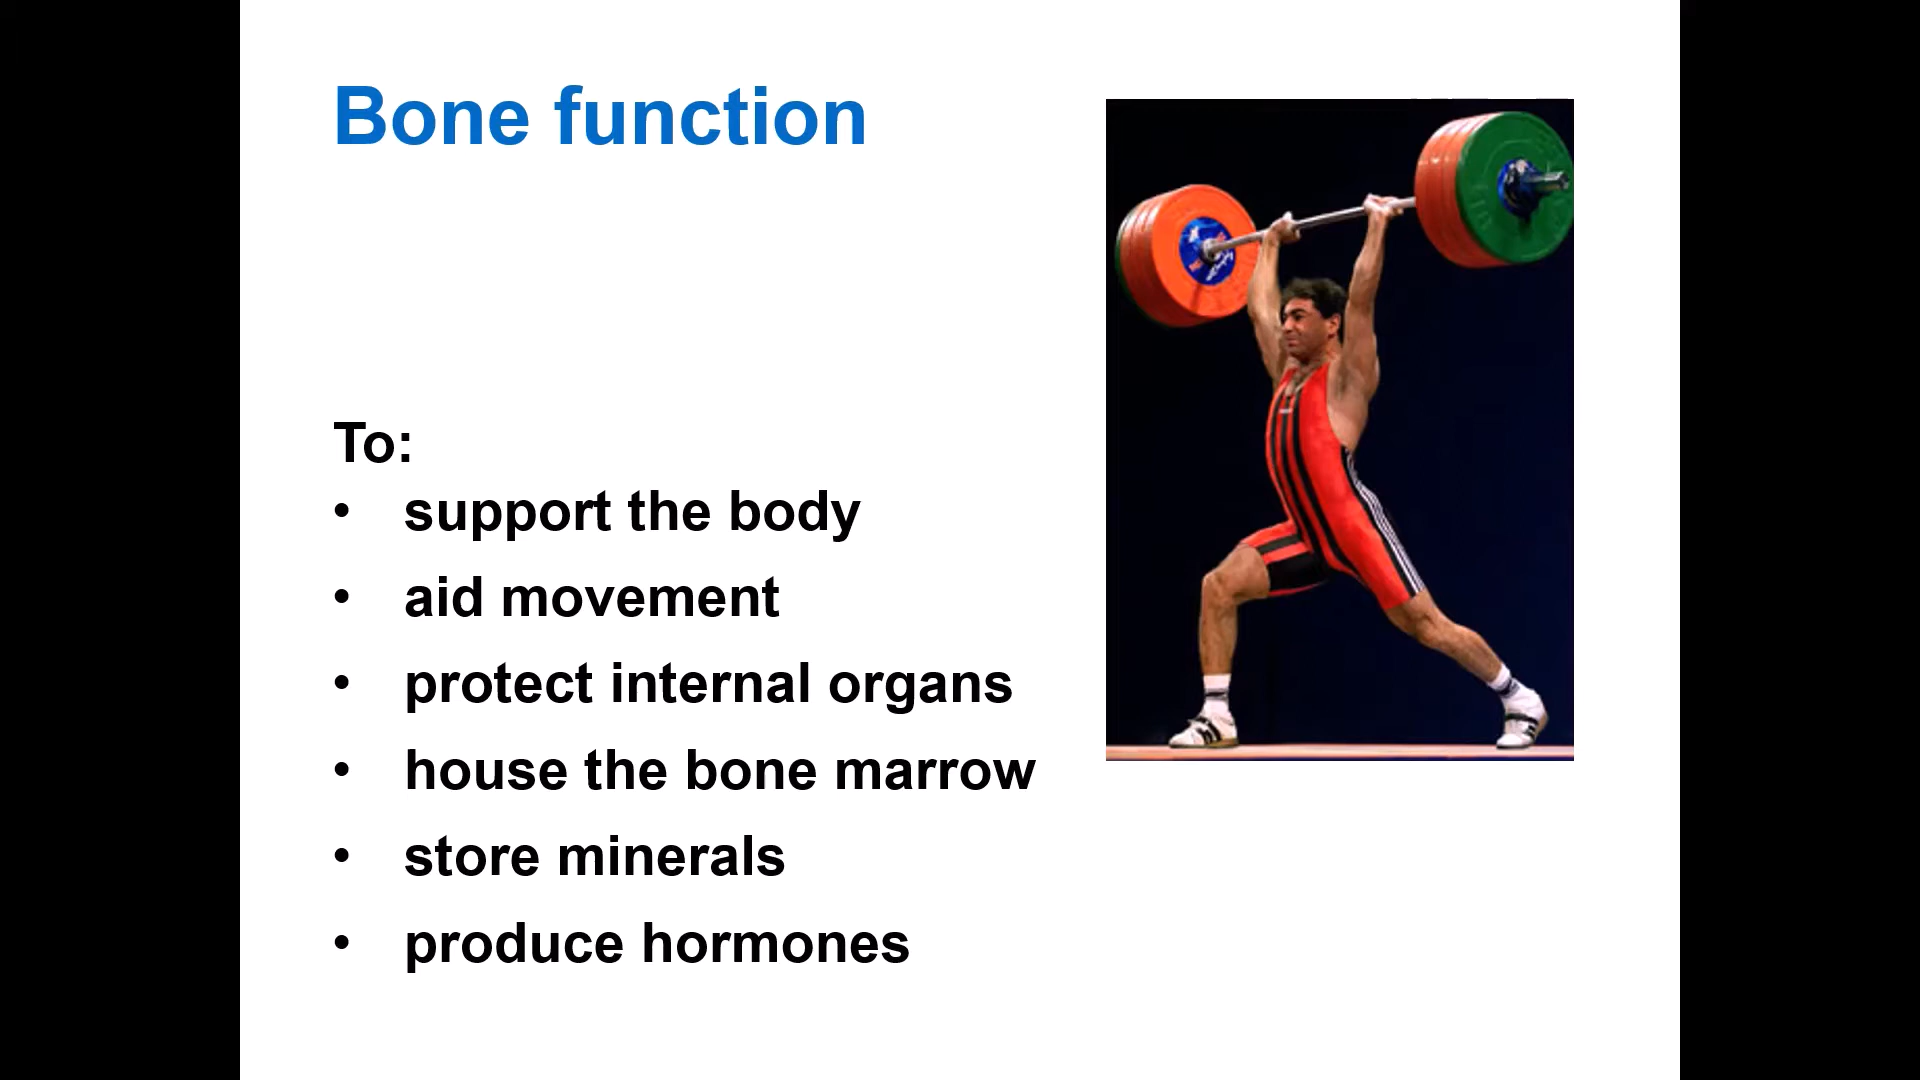 Bone function
To:
• support the body
• aid movement
• protect internal organs
• house the bone marrow
• store minerals
• produce hormones